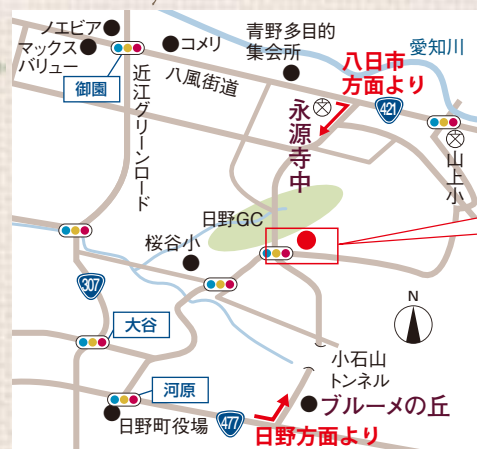 ノエビア
マックス
バリュー
コメリ
御園
八風街道
近江グリーンロード
青野多目的
集会所
愛知川
八日市
方面より
421
永源寺中
山上小
日野GC
桜谷小
307
大谷
河原
日野町役場
477
日野方面より
小石山
トンネル
ブルーメの丘
N